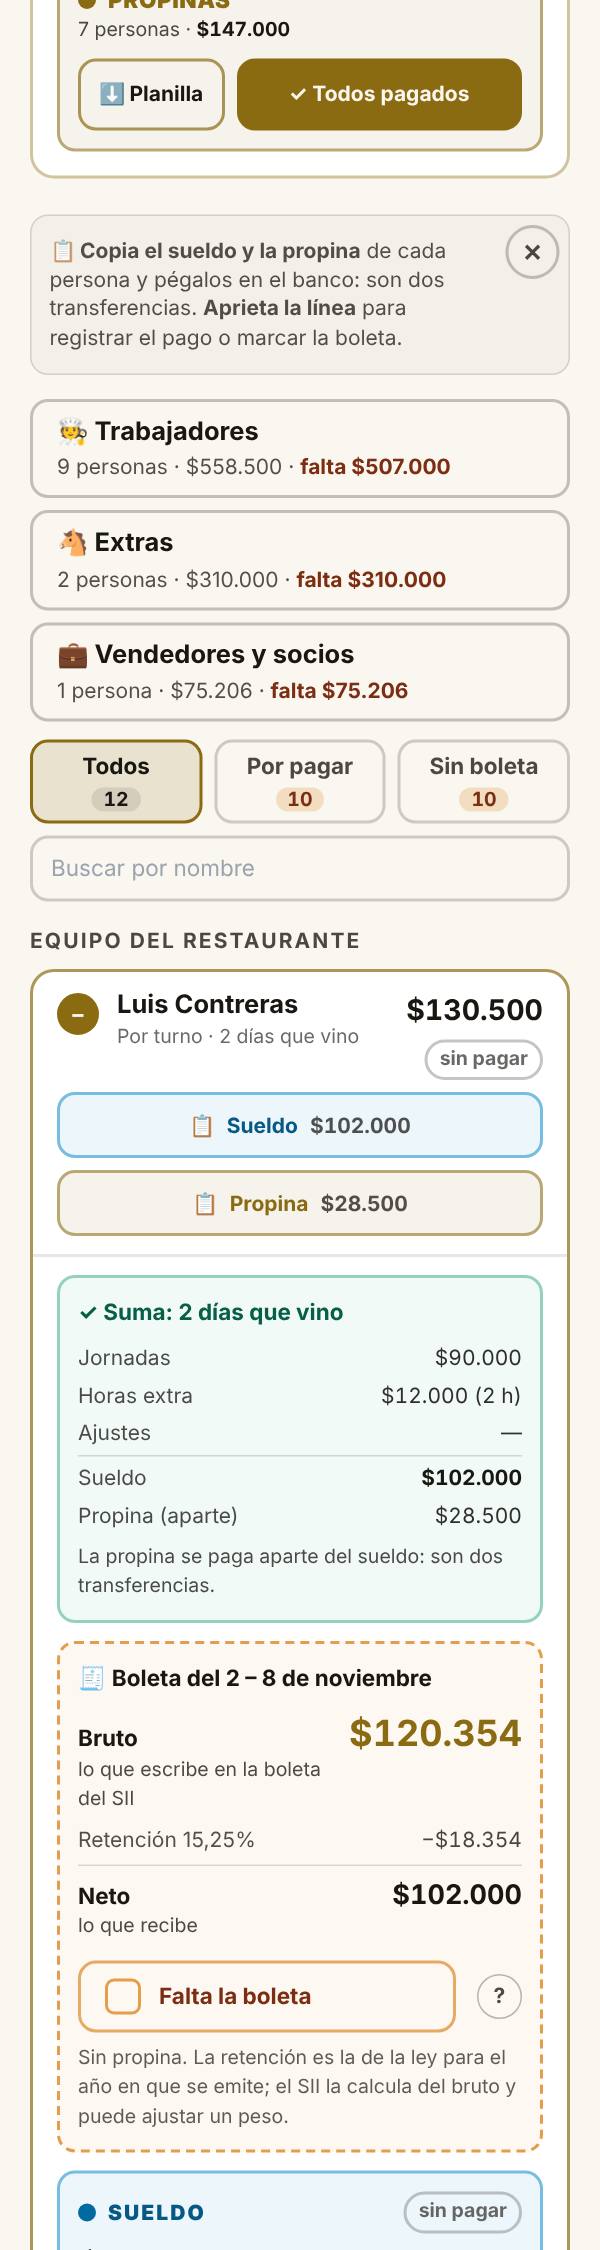 PROPINAS
7 personas · $147.000
⬇️ Planilla
✓ Todos pagados
📋 Copia el sueldo y la propina de cada
persona y pégalos en el banco: son dos
transferencias. Aprieta la línea para
registrar el pago o marcar la boleta.
✕
🧑‍🍳 Trabajadores
9 personas · $558.500 · falta $507.000
🐴 Extras
2 personas · $310.000 · falta $310.000
💼 Vendedores y socios
1 persona · $75.206 · falta $75.206
Todos
12
Por pagar
10
Sin boleta
10
Buscar por nombre
EQUIPO DEL RESTAURANTE
– Luis Contreras $130.500
Por turno · 2 días que vino
sin pagar
📋 Sueldo $102.000
📋 Propina $28.500
✓ Suma: 2 días que vino
Jornadas $90.000
Horas extra $12.000 (2 h)
Ajustes —
Sueldo $102.000
Propina (aparte) $28.500
La propina se paga aparte del sueldo: son dos
transferencias.
🧾 Boleta del 2 – 8 de noviembre
Bruto $120.354
lo que escribe en la boleta
del SII
Retención 15,25% −$18.354
Neto $102.000
lo que recibe
Falta la boleta
?
Sin propina. La retención es la de la ley para el
año en que se emite; el SII la calcula del bruto y
puede ajustar un peso.
SUELDO sin pagar